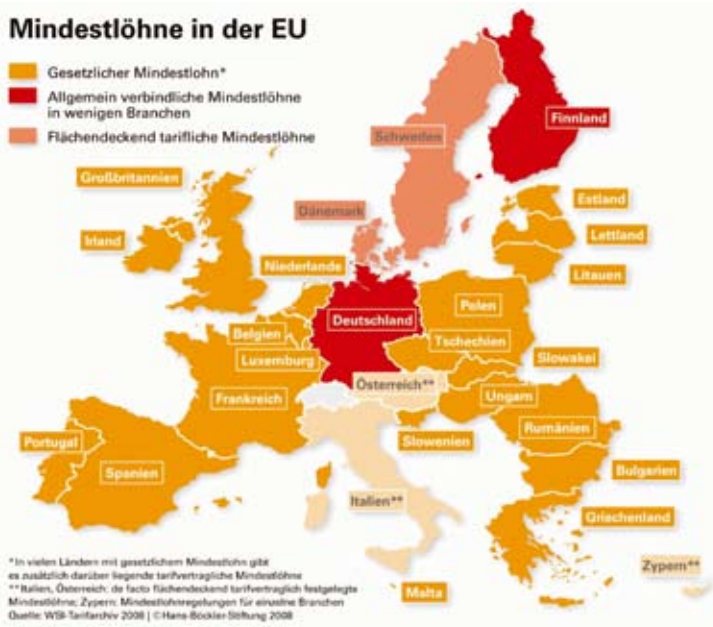 Mindestlöhne in der EU
Gesetzlicher Mindestlohn*
Allgemein verbindliche Mindestlöhne
in wenigen Branchen
Flächendeckend tarifliche Mindestlöhne
Schweden
Finnland
Großbritannien
Estland
Dänemark
Irland
Lettland
Niederlande
Litauen
Polen
Deutschland
Belgien
Tschechien
Luxemburg
Slowakei
Österreich**
Frankreich
Ungarn
Rumänien
Portugal
Slowenien
Spanien
Bulgarien
Italien**
Griechenland
Zypern**
Malta
*In vielen Ländern mit gesetzlichem Mindestlohn gibt
es zusätzlich darüber liegende tarifvertragliche Mindestlöhne
**Italien, Österreich: de facto flächendeckend tarifvertraglich festgelegte
Mindestlöhne; Zypern: Mindestlohnregelungen für einzelne Branchen
Quelle: WSI-Tarifarchiv 2008 | ©Hans-Böckler-Stiftung 2008